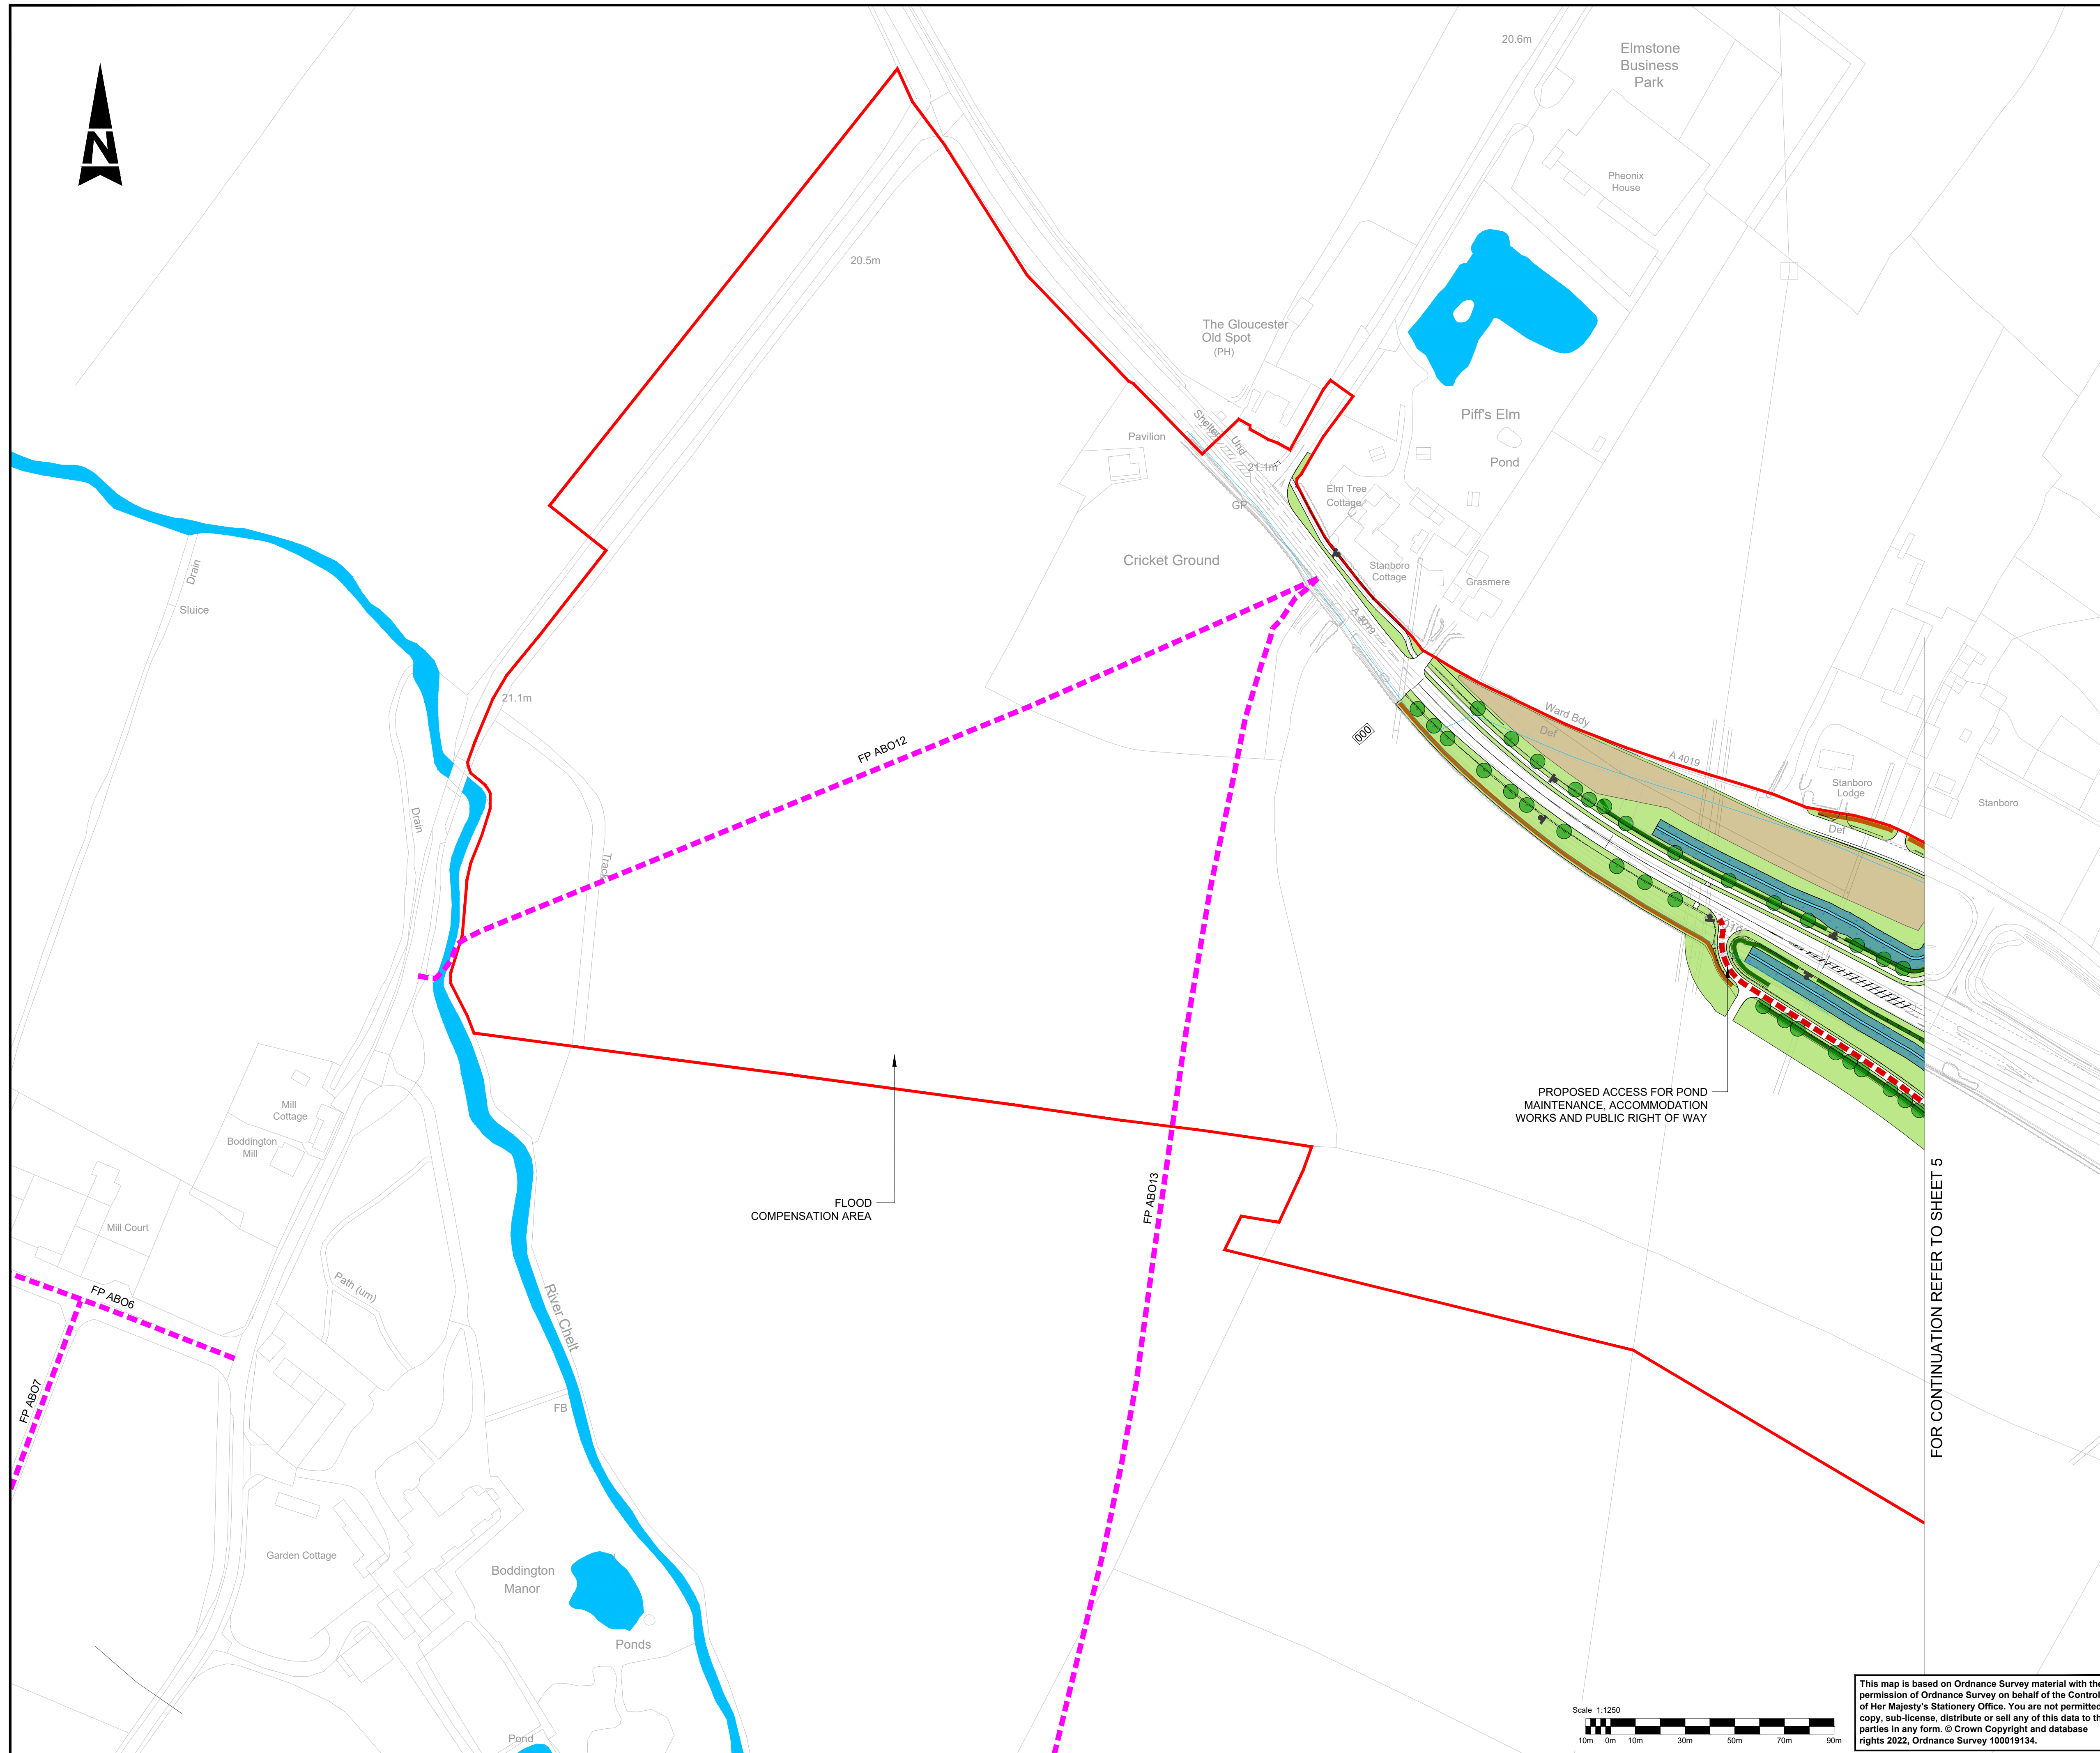 N
20.6m
Elmstone
Business
Park
Pheonix
House
20.5m
The Gloucester
Old Spot
(PH)
Shelter
Und
Pavilion
21.1m
GP
Piff's Elm
Pond
Elm Tree
Cottage
Cricket Ground
Stanboro
Cottage
Grasmere
A 4019
Drain
Sluice
21.1m
FP ABO12
000
Ward Bdy
Def
A 4019
Stanboro
Lodge
Def
Stanboro
Drain
Track
PROPOSED ACCESS FOR POND
MAINTENANCE, ACCOMMODATION
WORKS AND PUBLIC RIGHT OF WAY
Mill
Cottage
Boddington
Mill
Mill Court
FLOOD
COMPENSATION AREA
FP ABO13
FOR CONTINUATION REFER TO SHEET 5
Path (um)
FP ABO6
River Chelt
FP ABO7
FB
Garden Cottage
Boddington
Manor
Ponds
Pond
Scale 1:1250
10m 0m 10m 30m 50m 70m 90m
This map is based on Ordnance Survey material with the
permission of Ordnance Survey on behalf of the Control
of Her Majesty's Stationery Office. You are not permitted
copy, sub-license, distribute or sell any of this data to th
parties in any form. © Crown Copyright and database
rights 2022, Ordnance Survey 100019134.